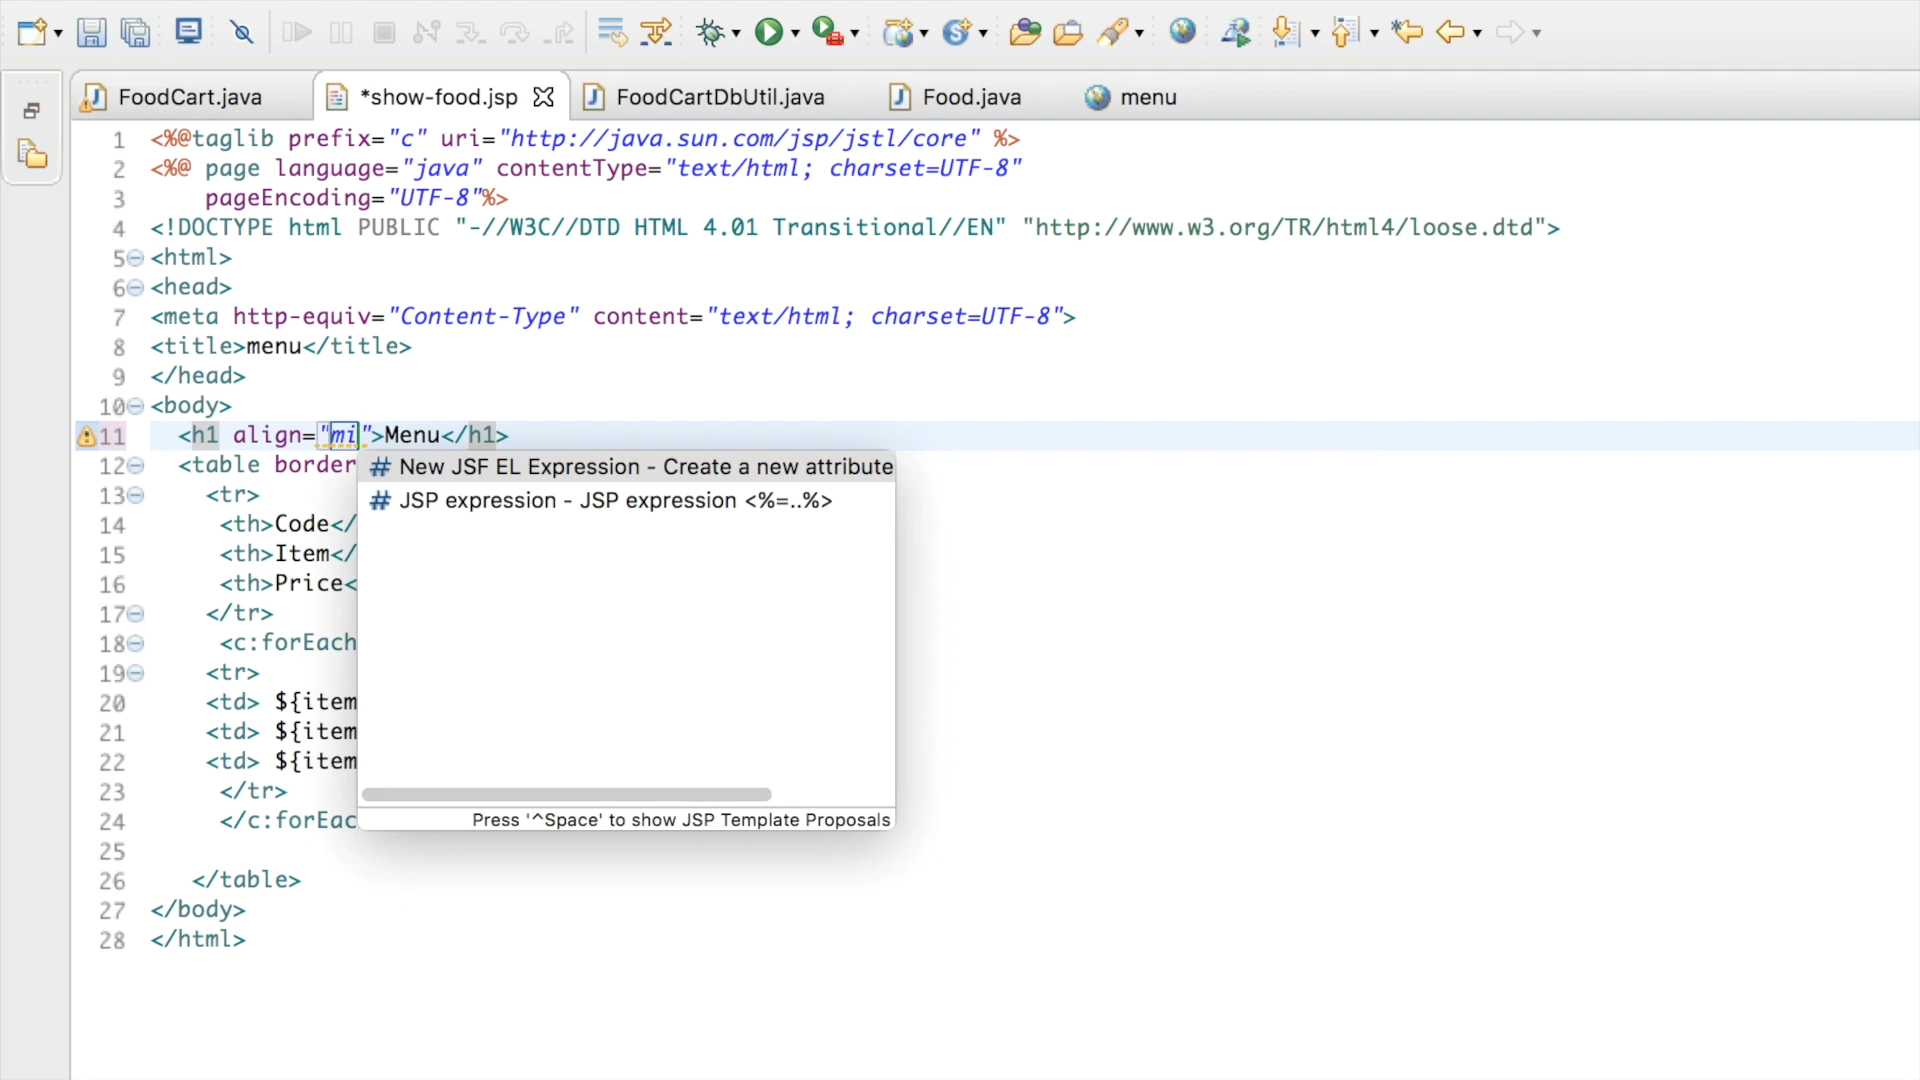 FoodCart.java
*show-food.jsp
FoodCartDbUtil.java
Food.java
menu
1 <%@taglib prefix="c" uri="http://java.sun.com/jsp/jstl/core" %>
2 <%@ page language="java" contentType="text/html; charset=UTF-8"
3 pageEncoding="UTF-8"%>
4 <!DOCTYPE html PUBLIC "-//W3C//DTD HTML 4.01 Transitional//EN" "http://www.w3.org/TR/html4/loose.dtd">
5 <html>
6 <head>
7 <meta http-equiv="Content-Type" content="text/html; charset=UTF-8">
8 <title>menu</title>
9 </head>
10 <body>
11 <h1 align="mi">Menu</h1>
12 <table border
13 <tr>
14 <th>Code</
15 <th>Item</
16 <th>Price<
17 </tr>
18 <c:forEach
19 <tr>
20 <td> ${item
21 <td> ${item
22 <td> ${item
23 </tr>
24 </c:forEac
25
26 </table>
27 </body>
28 </html>
# New JSF EL Expression - Create a new attribute
# JSP expression - JSP expression <%=..%>
Press '^Space' to show JSP Template Proposals